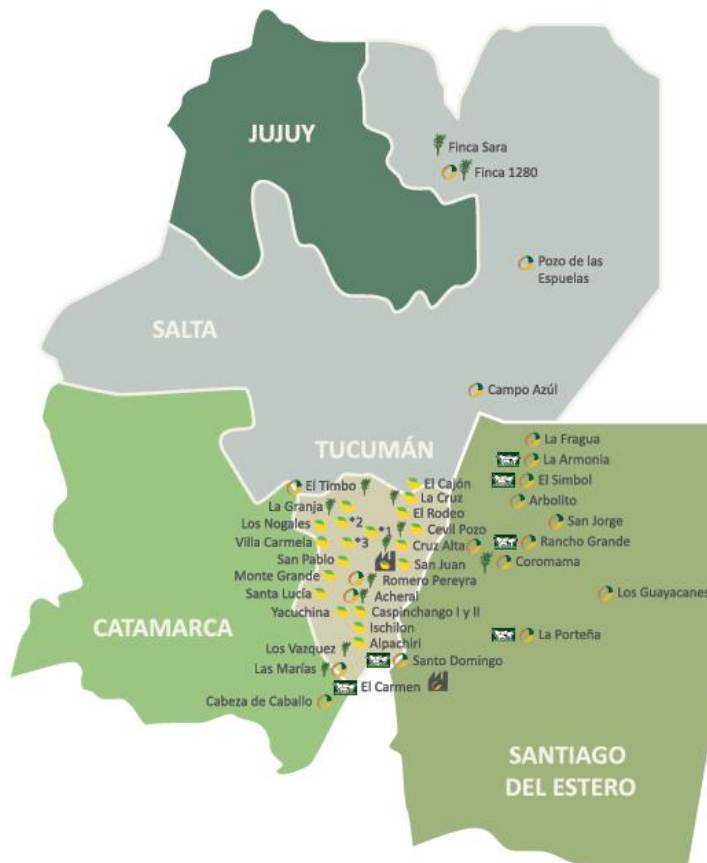 JUJUY
Finca Sara
Finca 1280
Pozo de las
Espuelas
SALTA
Campo Azúl
TUCUMÁN
La Fragua
La Armonia
El Timbo
El Cajón
El Simbol
La Cruz
Arbolito
La Granja
El Rodeo
Los Nogales
*2
*1
Cevil Pozo
San Jorge
Villa Carmela
*3
Cruz Alta
Rancho Grande
San Pablo
San Juan
Coromama
Monte Grande
Romero Pereyra
Santa Lucía
Acheral
Los Guayacanes
Yacuchina
Caspinchango I y II
CATAMARCA
Ischilon
La Porteña
Los Vazquez
Alpachiri
Santo Domingo
Las Marías
El Carmen
Cabeza de Caballo
SANTIAGO
DEL ESTERO